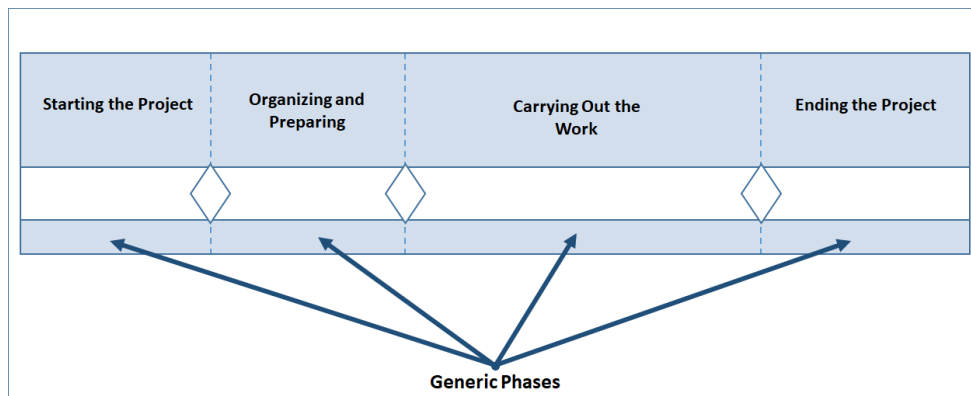 Starting the Project
Organizing and
Preparing
Carrying Out the
Work
Ending the Project
Generic Phases